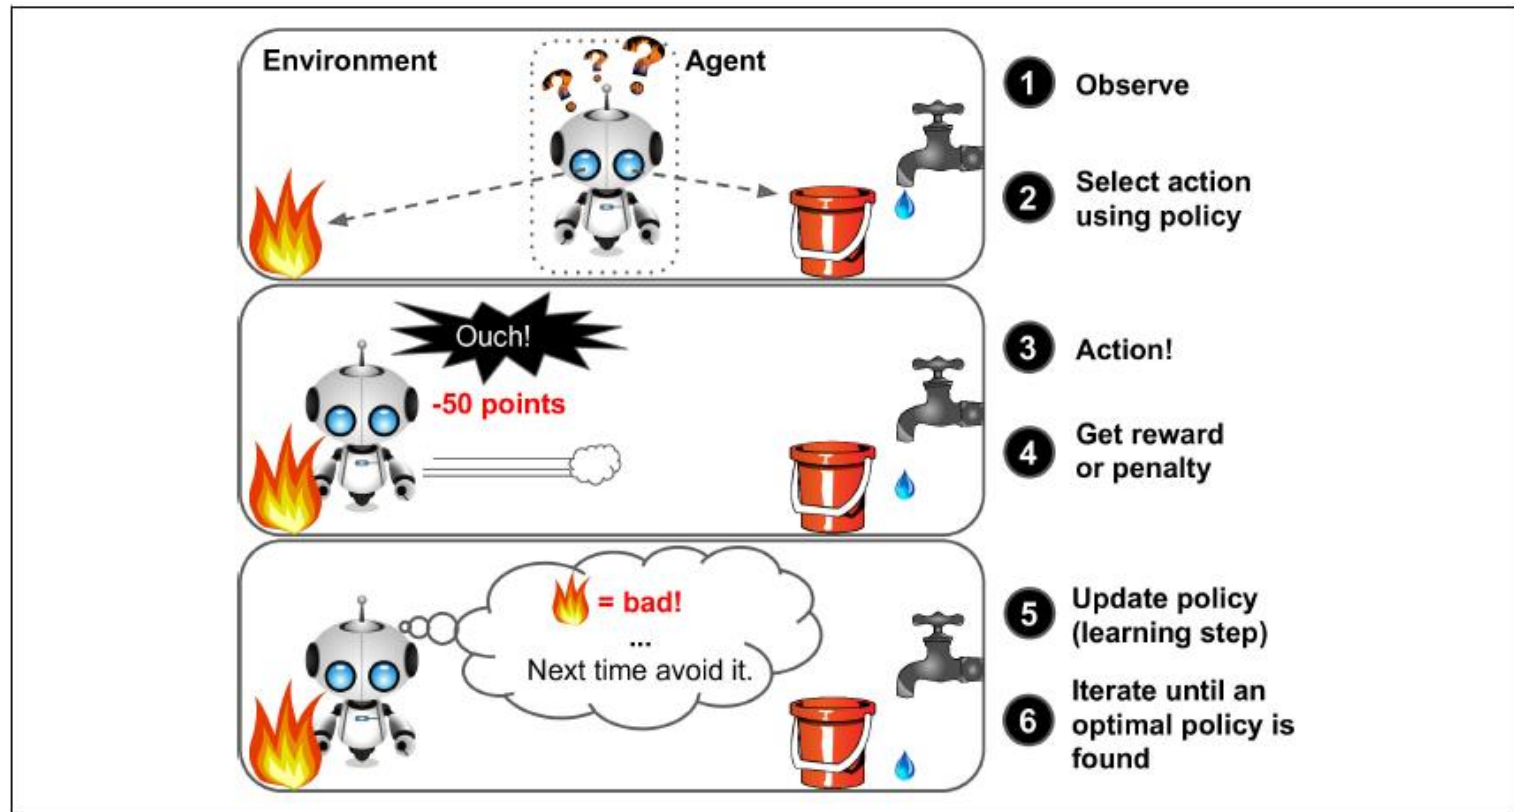 Environment
Agent
? ? ?
1 Observe
2 Select action
using policy
Ouch!
-50 points
3 Action!
4 Get reward
or penalty
= bad!
...
Next time avoid it.
5 Update policy
(learning step)
6 Iterate until an
optimal policy is
found